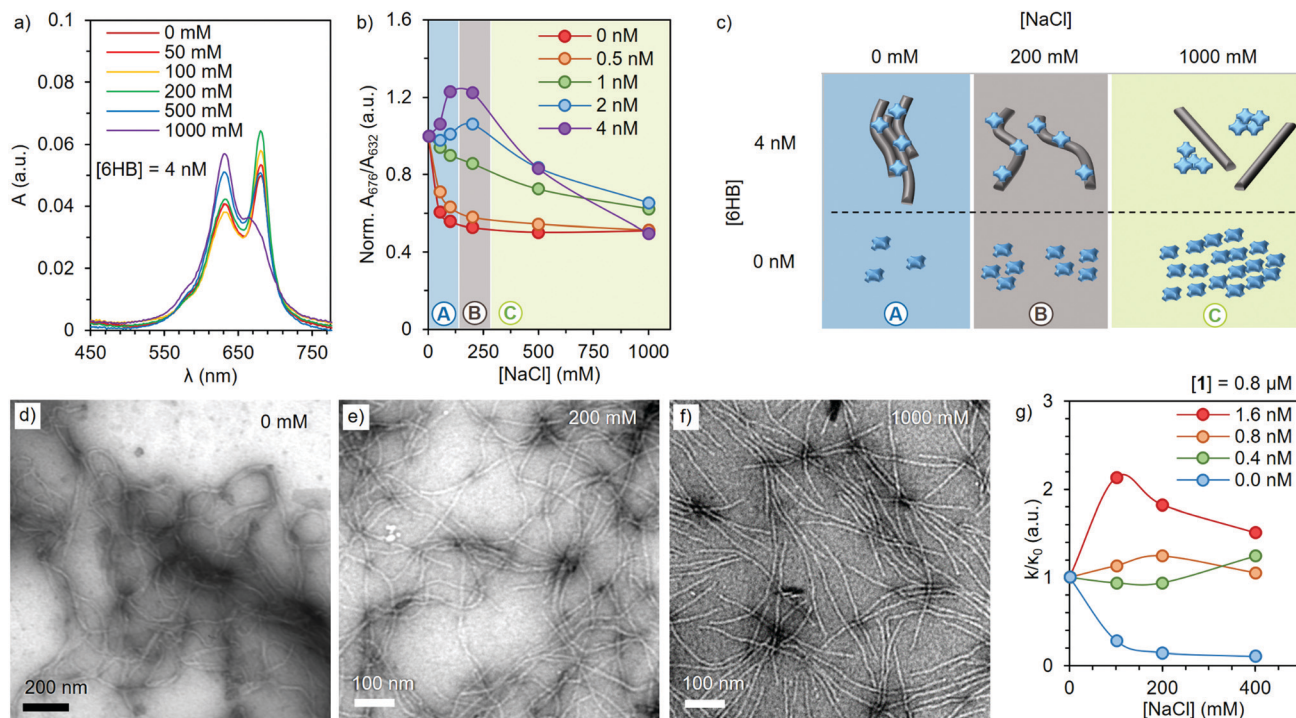 a)
0.1
0.08
0.06
0.04
0.02
0
A (a.u.)
0 mM
50 mM
100 mM
200 mM
500 mM
1000 mM
[6HB] = 4 nM
450
550
650
750
λ (nm)
b)
1.6
1.2
0.8
0.4
0
Norm. A676/A632 (a.u.)
0 nM
0.5 nM
1 nM
2 nM
4 nM
A
B
C
0
250
500
750
1000
[NaCl] (mM)
c)
[NaCl]
0 mM
200 mM
1000 mM
[6HB]
4 nM
0 nM
A
B
C
d)
0 mM
200 nm
e)
200 mM
100 nm
f)
1000 mM
100 nm
[1] = 0.8 µM
g)
3
2
1
0
k/κ0 (a.u.)
1.6 nM
0.8 nM
0.4 nM
0.0 nM
0
200
400
[NaCl] (mM)